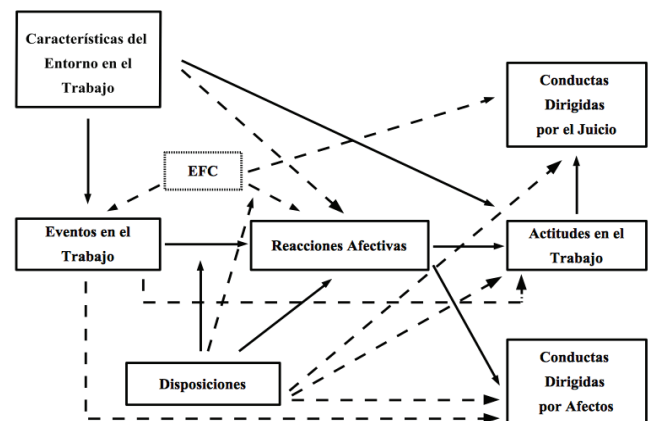 Características del
Entorno en el
Trabajo
Conductas
Dirigidas
por el Juicio
EFC
Eventos en el
Trabajo
Reacciones Afectivas
Actitudes en el
Trabajo
Disposiciones
Conductas
Dirigidas
por Afectos